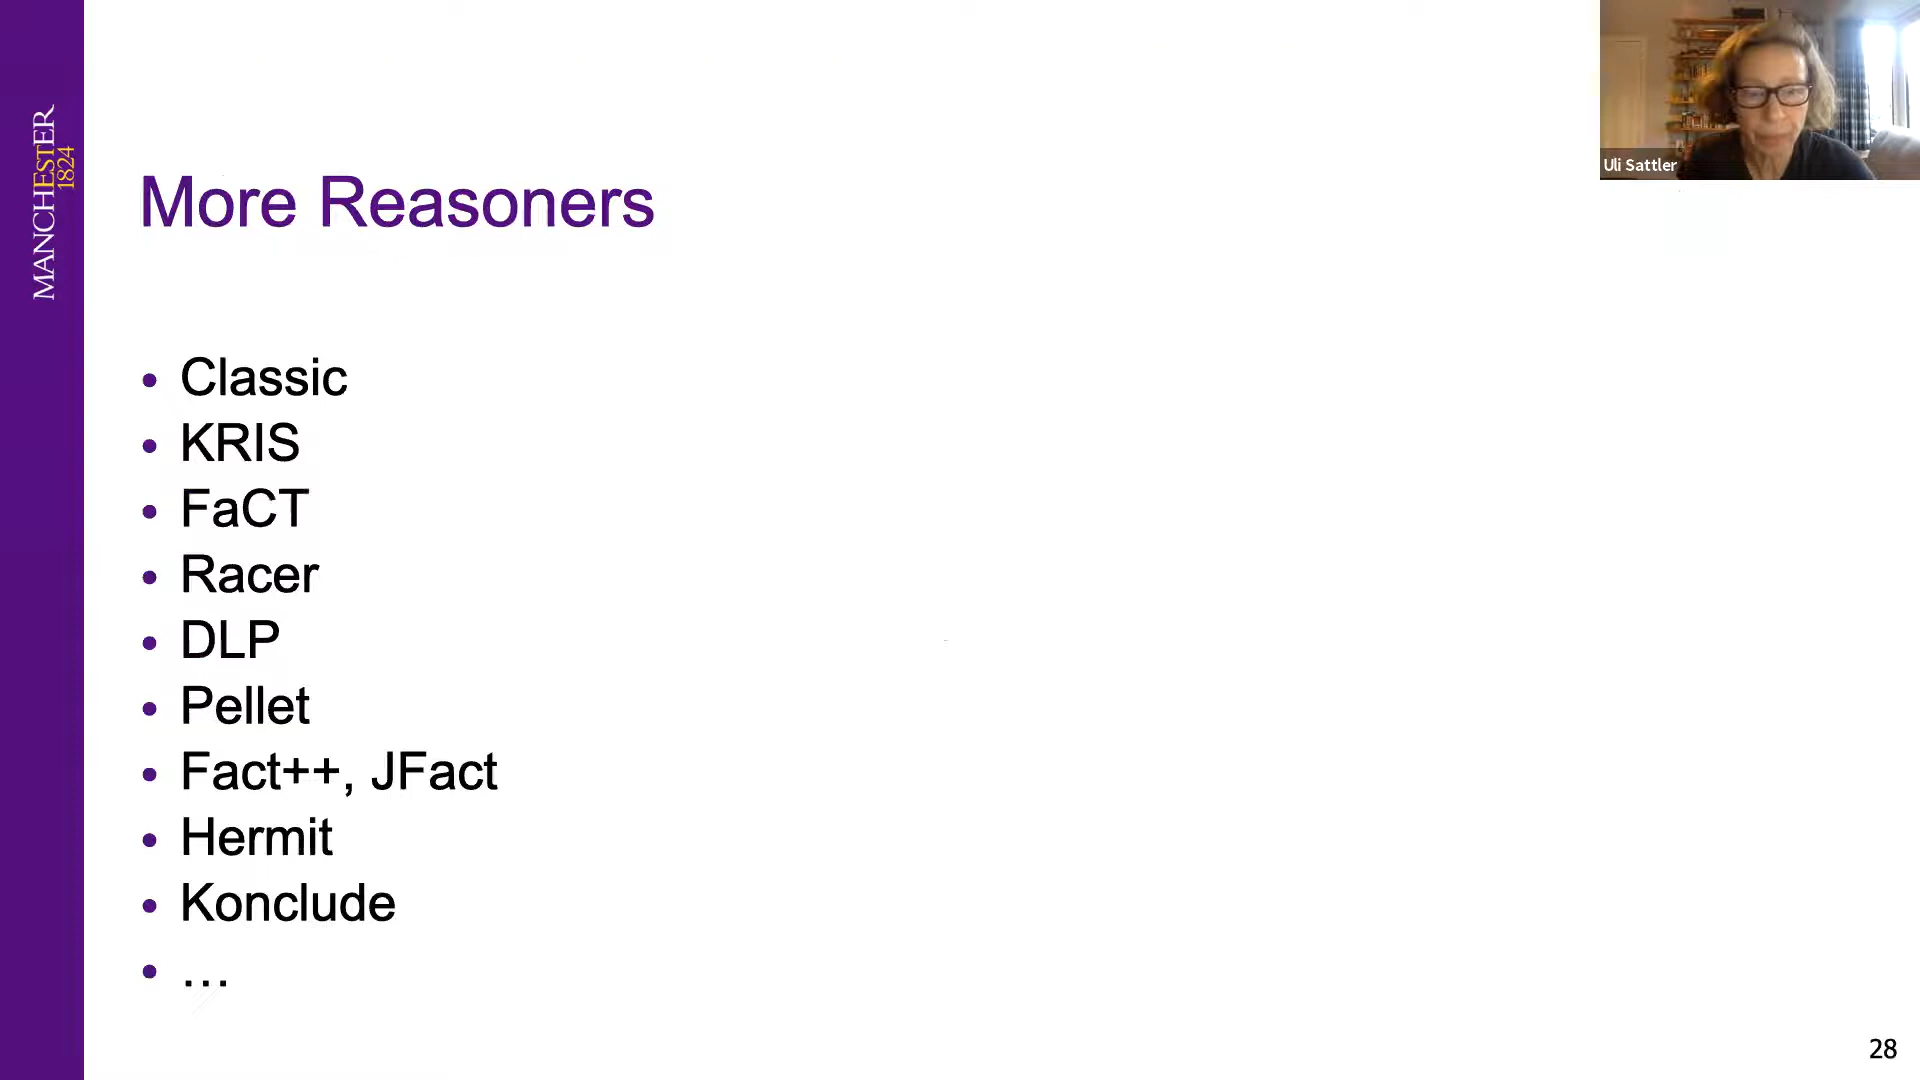 MANCHESTER
1824
Uli Sattler
More Reasoners
• Classic
• KRIS
• FaCT
• Racer
• DLP
• Pellet
• Fact++, JFact
• Hermit
• Konclude
• …
28